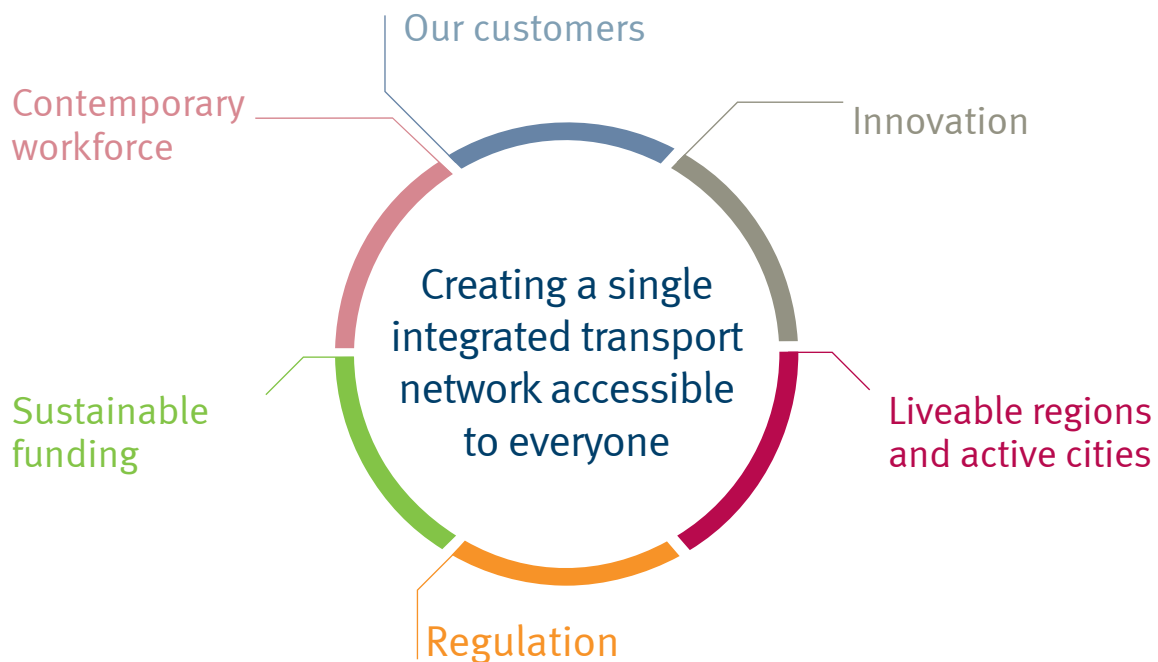 Our customers
Contemporary
workforce
Innovation
Creating a single
integrated transport
network accessible
to everyone
Sustainable
funding
Liveable regions
and active cities
Regulation